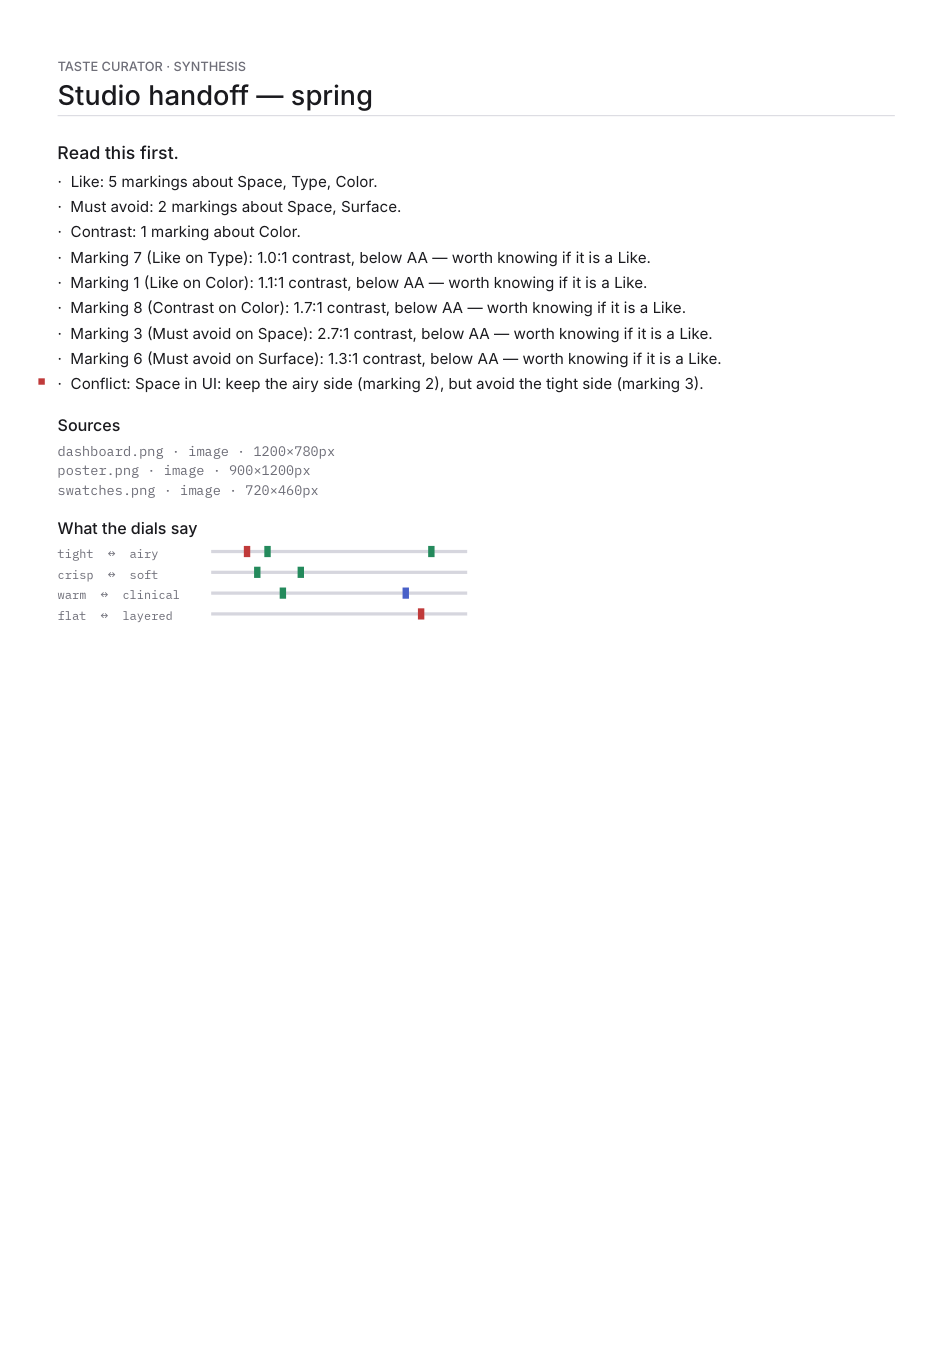 TASTE CURATOR · SYNTHESIS
Studio handoff — spring
Read this first.
· Like: 5 markings about Space, Type, Color.
· Must avoid: 2 markings about Space, Surface.
· Contrast: 1 marking about Color.
· Marking 7 (Like on Type): 1.0:1 contrast, below AA — worth knowing if it is a Like.
· Marking 1 (Like on Color): 1.1:1 contrast, below AA — worth knowing if it is a Like.
· Marking 8 (Contrast on Color): 1.7:1 contrast, below AA — worth knowing if it is a Like.
· Marking 3 (Must avoid on Space): 2.7:1 contrast, below AA — worth knowing if it is a Like.
· Marking 6 (Must avoid on Surface): 1.3:1 contrast, below AA — worth knowing if it is a Like.
· Conflict: Space in UI: keep the airy side (marking 2), but avoid the tight side (marking 3).
Sources
dashboard.png · image · 1200×780px
poster.png · image · 900×1200px
swatches.png · image · 720×460px
What the dials say
tight ↔ airy
crisp ↔ soft
warm ↔ clinical
flat ↔ layered